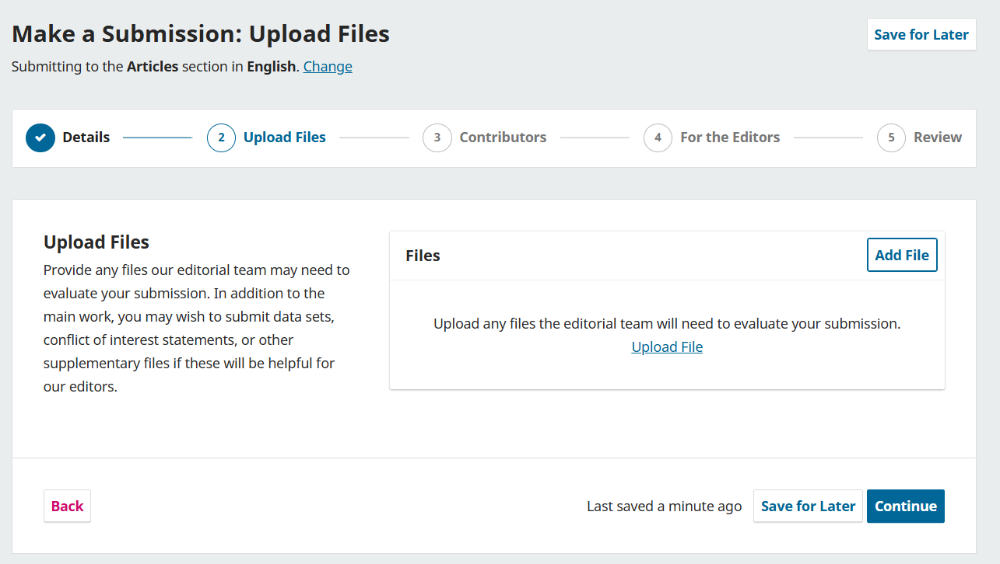 Make a Submission: Upload Files
Save for Later
Submitting to the Articles section in English. Change
Details
2 Upload Files
3 Contributors
4 For the Editors
5 Review
Upload Files
Provide any files our editorial team may need to
evaluate your submission. In addition to the
main work, you may wish to submit data sets,
conflict of interest statements, or other
supplementary files if these will be helpful for
our editors.
Files
Add File
Upload any files the editorial team will need to evaluate your submission.
Upload File
Back
Last saved a minute ago
Save for Later
Continue